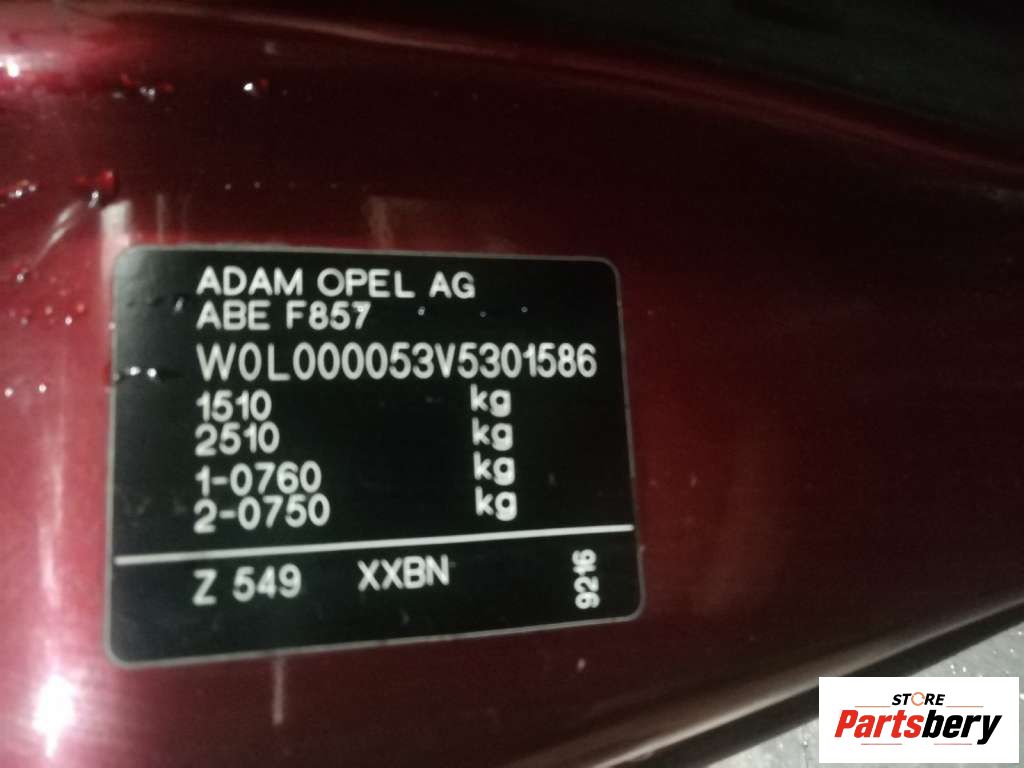 ADAM OPEL AG
ABE F857
W0L000053V5301586
1510 kg
2510 kg
1-0760 kg
2-0750 kg
Z 549 XXBN 9216
STORE
Partsbery